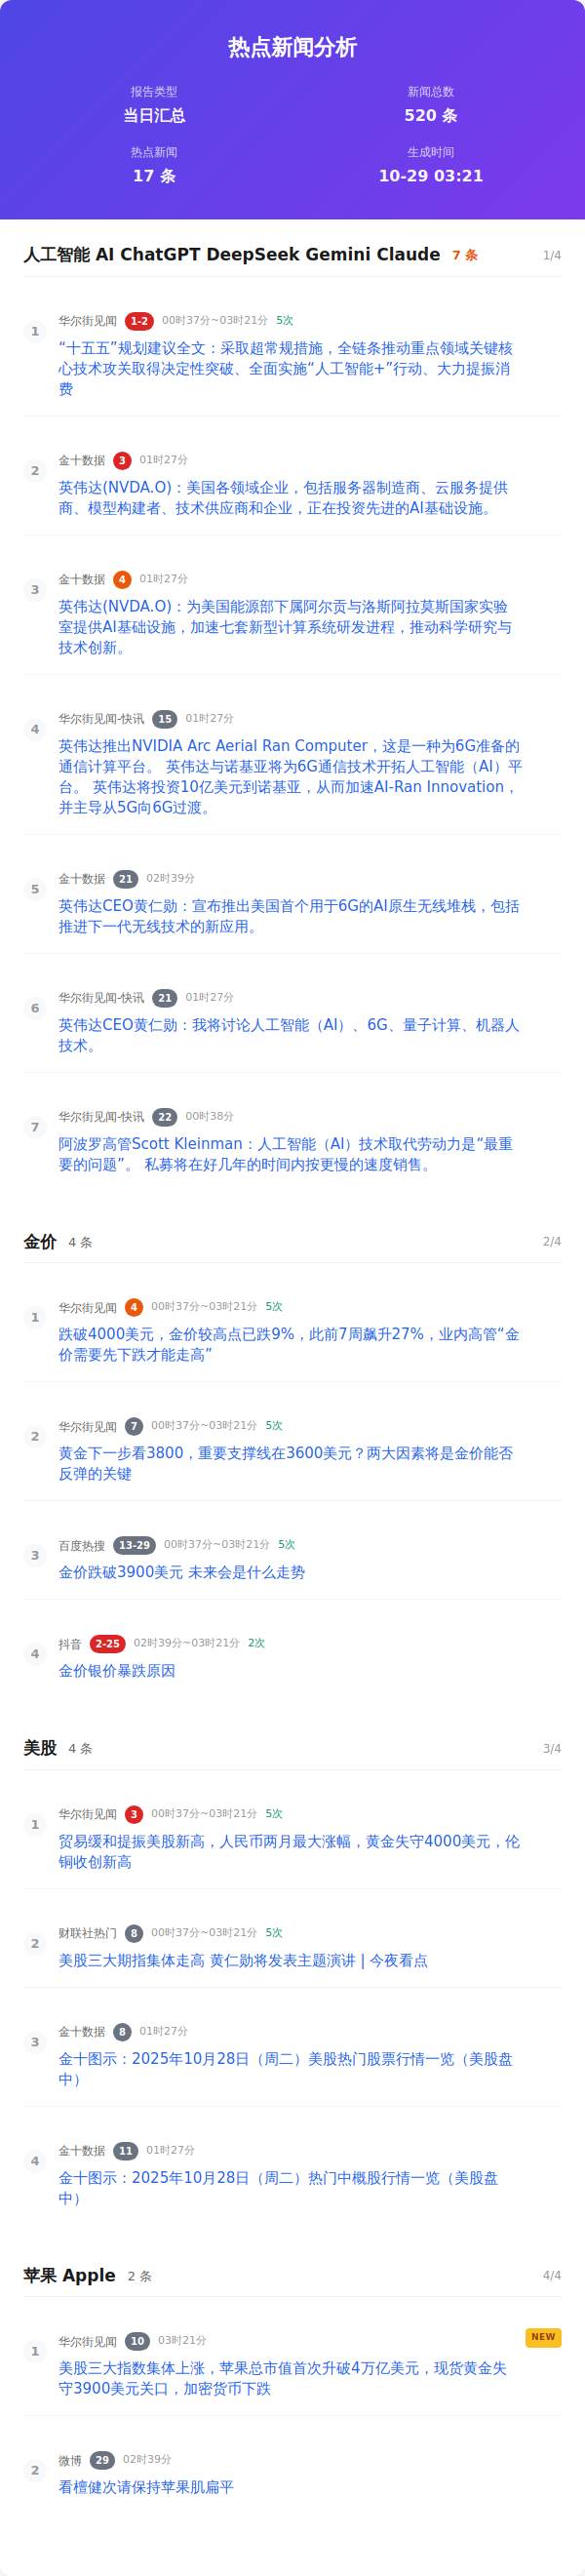 热点新闻分析
报告类型
当日汇总
新闻总数
520 条
热点新闻
17 条
生成时间
10-29 03:21
人工智能 AI ChatGPT DeepSeek Gemini Claude 7 条 1/4
1
华尔街见闻 1-2 00时37分~03时21分 5次
“十五五”规划建议全文：采取超常规措施，全链条推动重点领域关键核
心技术攻关取得决定性突破、全面实施“人工智能+”行动、大力提振消
费
2
金十数据 3 01时27分
英伟达(NVDA.O)：美国各领域企业，包括服务器制造商、云服务提供
商、模型构建者、技术供应商和企业，正在投资先进的AI基础设施。
3
金十数据 4 01时27分
英伟达(NVDA.O)：为美国能源部下属阿尔贡与洛斯阿拉莫斯国家实验
室提供AI基础设施，加速七套新型计算系统研发进程，推动科学研究与
技术创新。
4
华尔街见闻-快讯 15 01时27分
英伟达推出NVIDIA Arc Aerial Ran Computer，这是一种为6G准备的
通信计算平台。 英伟达与诺基亚将为6G通信技术开拓人工智能（AI）平
台。 英伟达将投资10亿美元到诺基亚，从而加速AI-Ran Innovation，
并主导从5G向6G过渡。
5
金十数据 21 02时39分
英伟达CEO黄仁勋：宣布推出美国首个用于6G的AI原生无线堆栈，包括
推进下一代无线技术的新应用。
6
华尔街见闻-快讯 21 01时27分
英伟达CEO黄仁勋：我将讨论人工智能（AI）、6G、量子计算、机器人
技术。
7
华尔街见闻-快讯 22 00时38分
阿波罗高管Scott Kleinman：人工智能（AI）技术取代劳动力是“最重
要的问题”。 私募将在好几年的时间内按更慢的速度销售。
金价 4 条 2/4
1
华尔街见闻 4 00时37分~03时21分 5次
跌破4000美元，金价较高点已跌9%，此前7周飙升27%，业内高管“金
价需要先下跌才能走高”
2
华尔街见闻 7 00时37分~03时21分 5次
黄金下一步看3800，重要支撑线在3600美元？两大因素将是金价能否
反弹的关键
3
百度热搜 13-29 00时37分~03时21分 5次
金价跌破3900美元 未来会是什么走势
4
抖音 2-25 02时39分~03时21分 2次
金价银价暴跌原因
美股 4 条 3/4
1
华尔街见闻 3 00时37分~03时21分 5次
贸易缓和提振美股新高，人民币两月最大涨幅，黄金失守4000美元，伦
铜收创新高
2
财联社热门 8 00时37分~03时21分 5次
美股三大期指集体走高 黄仁勋将发表主题演讲 | 今夜看点
3
金十数据 8 01时27分
金十图示：2025年10月28日（周二）美股热门股票行情一览（美股盘
中）
4
金十数据 11 01时27分
金十图示：2025年10月28日（周二）热门中概股行情一览（美股盘
中）
苹果 Apple 2 条 4/4
1
华尔街见闻 10 03时21分 NEW
美股三大指数集体上涨，苹果总市值首次升破4万亿美元，现货黄金失
守3900美元关口，加密货币下跌
2
微博 29 02时39分
看檀健次请保持苹果肌扁平